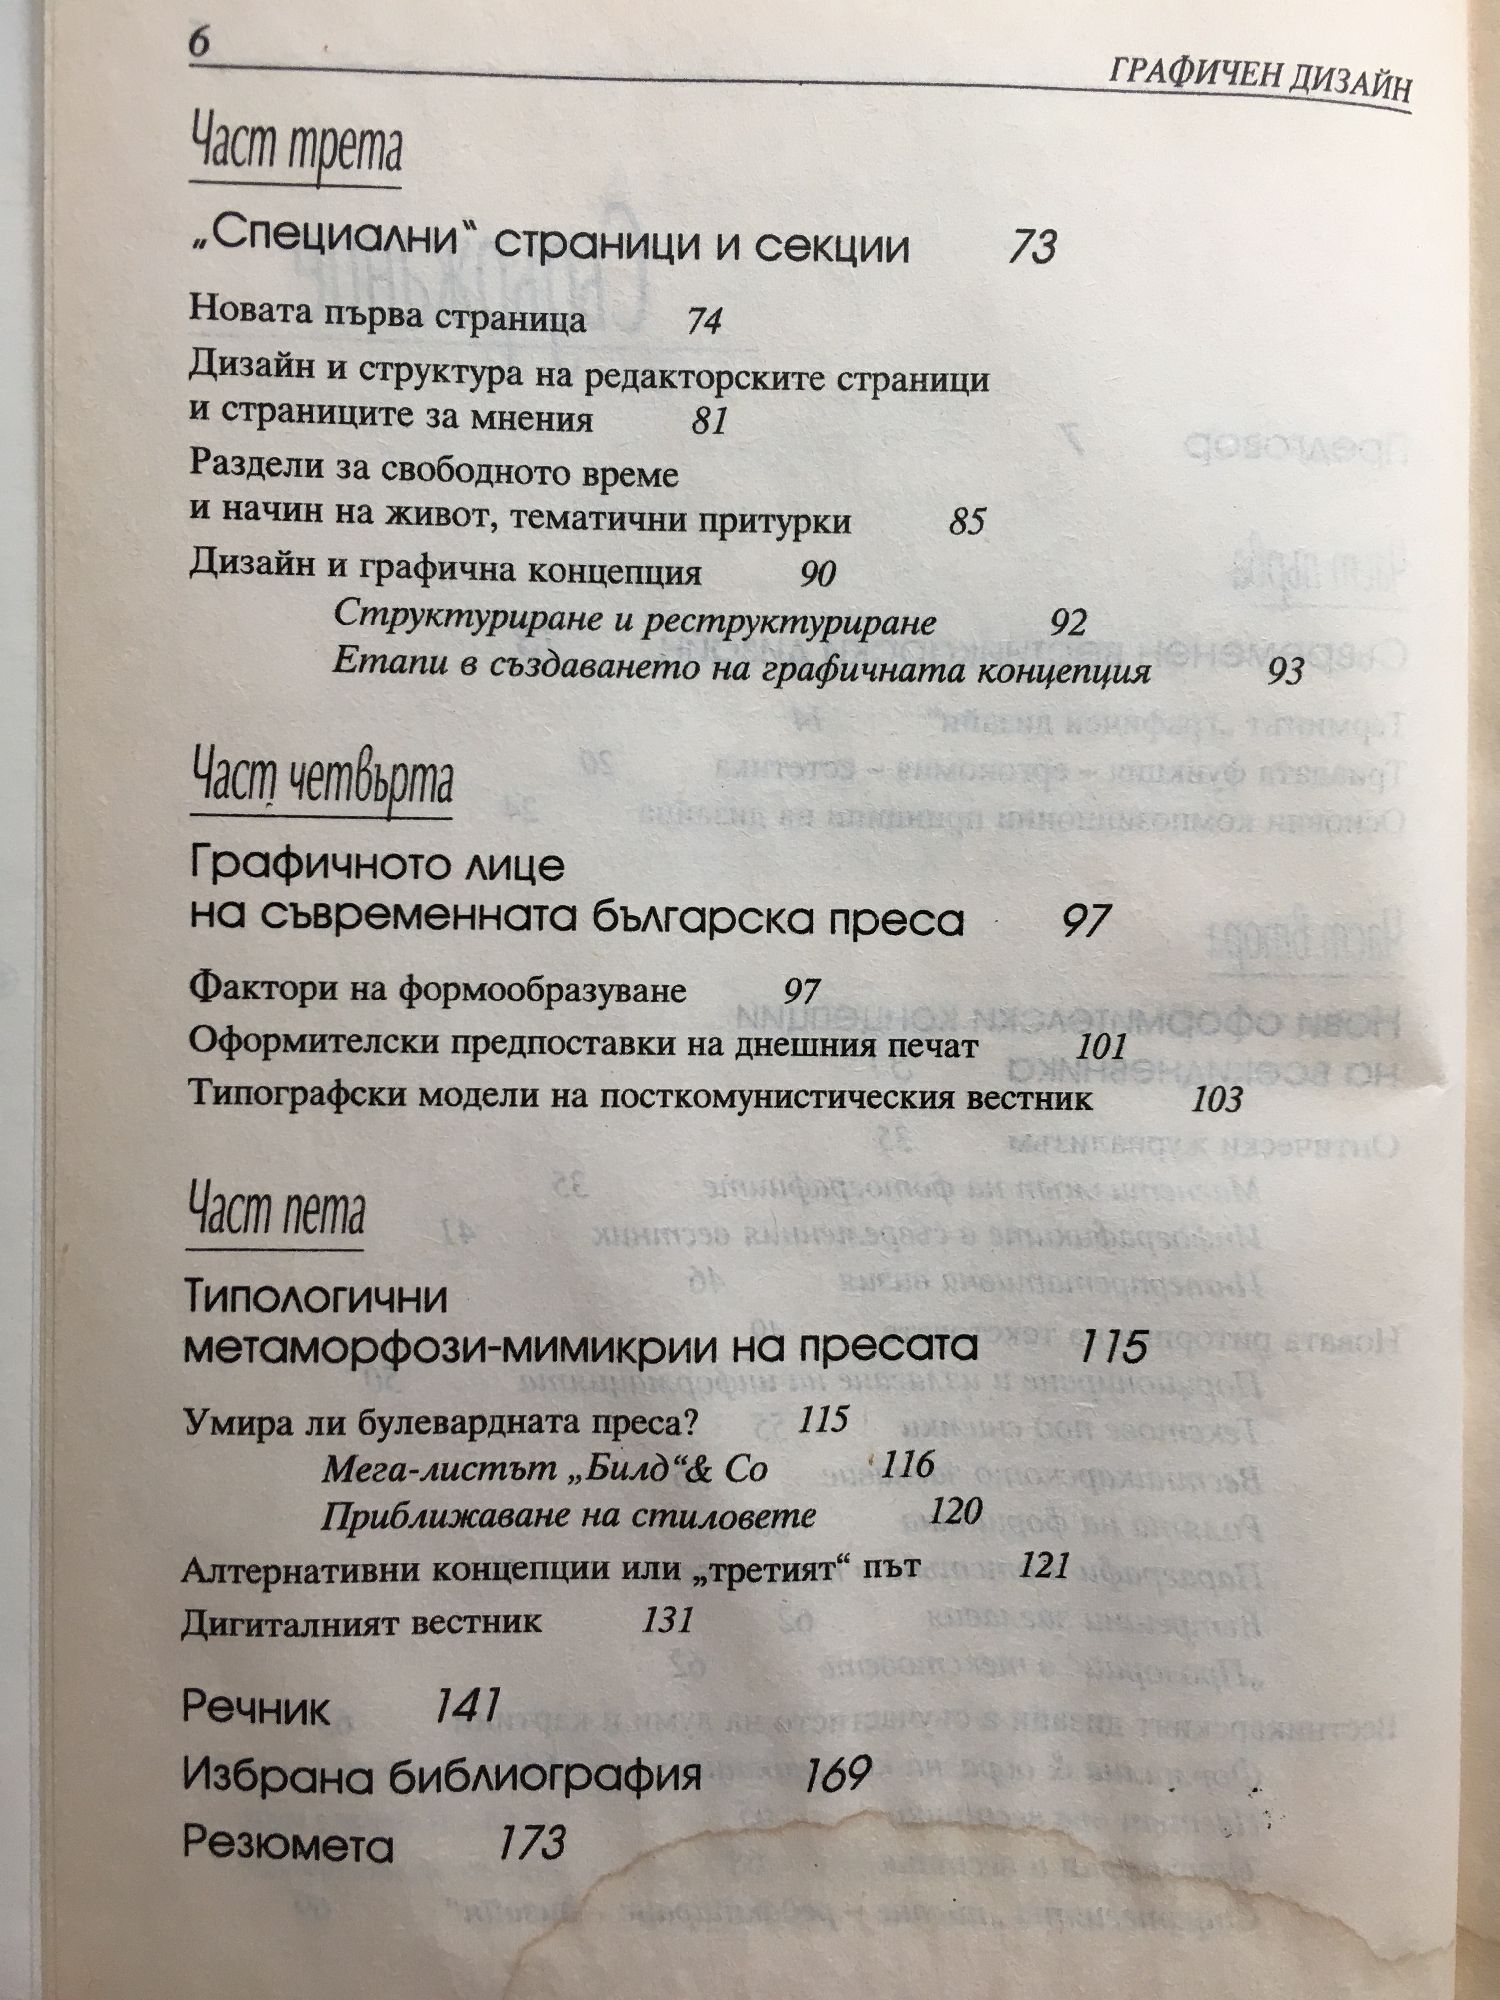 6
ГРАФИЧЕН ДИЗАЙН
Част трета
„Специални“ страници и секции 73
Новата първа страница 74
Дизайн и структура на редакторските страници
и страниците за мнения 81
Раздели за свободното време
и начин на живот, тематични притурки 85
Дизайн и графична концепция 90
Структуриране и реструктуриране 92
Етапи в създаването на графичната концепция 93
Част четвърта
Графичното лице
на съвременната българска преса 97
Фактори на формообразуване 97
Оформителски предпоставки на днешния печат 101
Типографски модели на посткомунистическия вестник 103
Част пета
Типологични
метаморфози-мимикрии на пресата 115
Умира ли булевардната преса? 115
Мега-листът „Билд“& Co 116
Приближаване на стиловете 120
Алтернативни концепции или „третият“ път 121
Дигиталният вестник 131
Речник 141
Избрана библиография 169
Резюмета 173